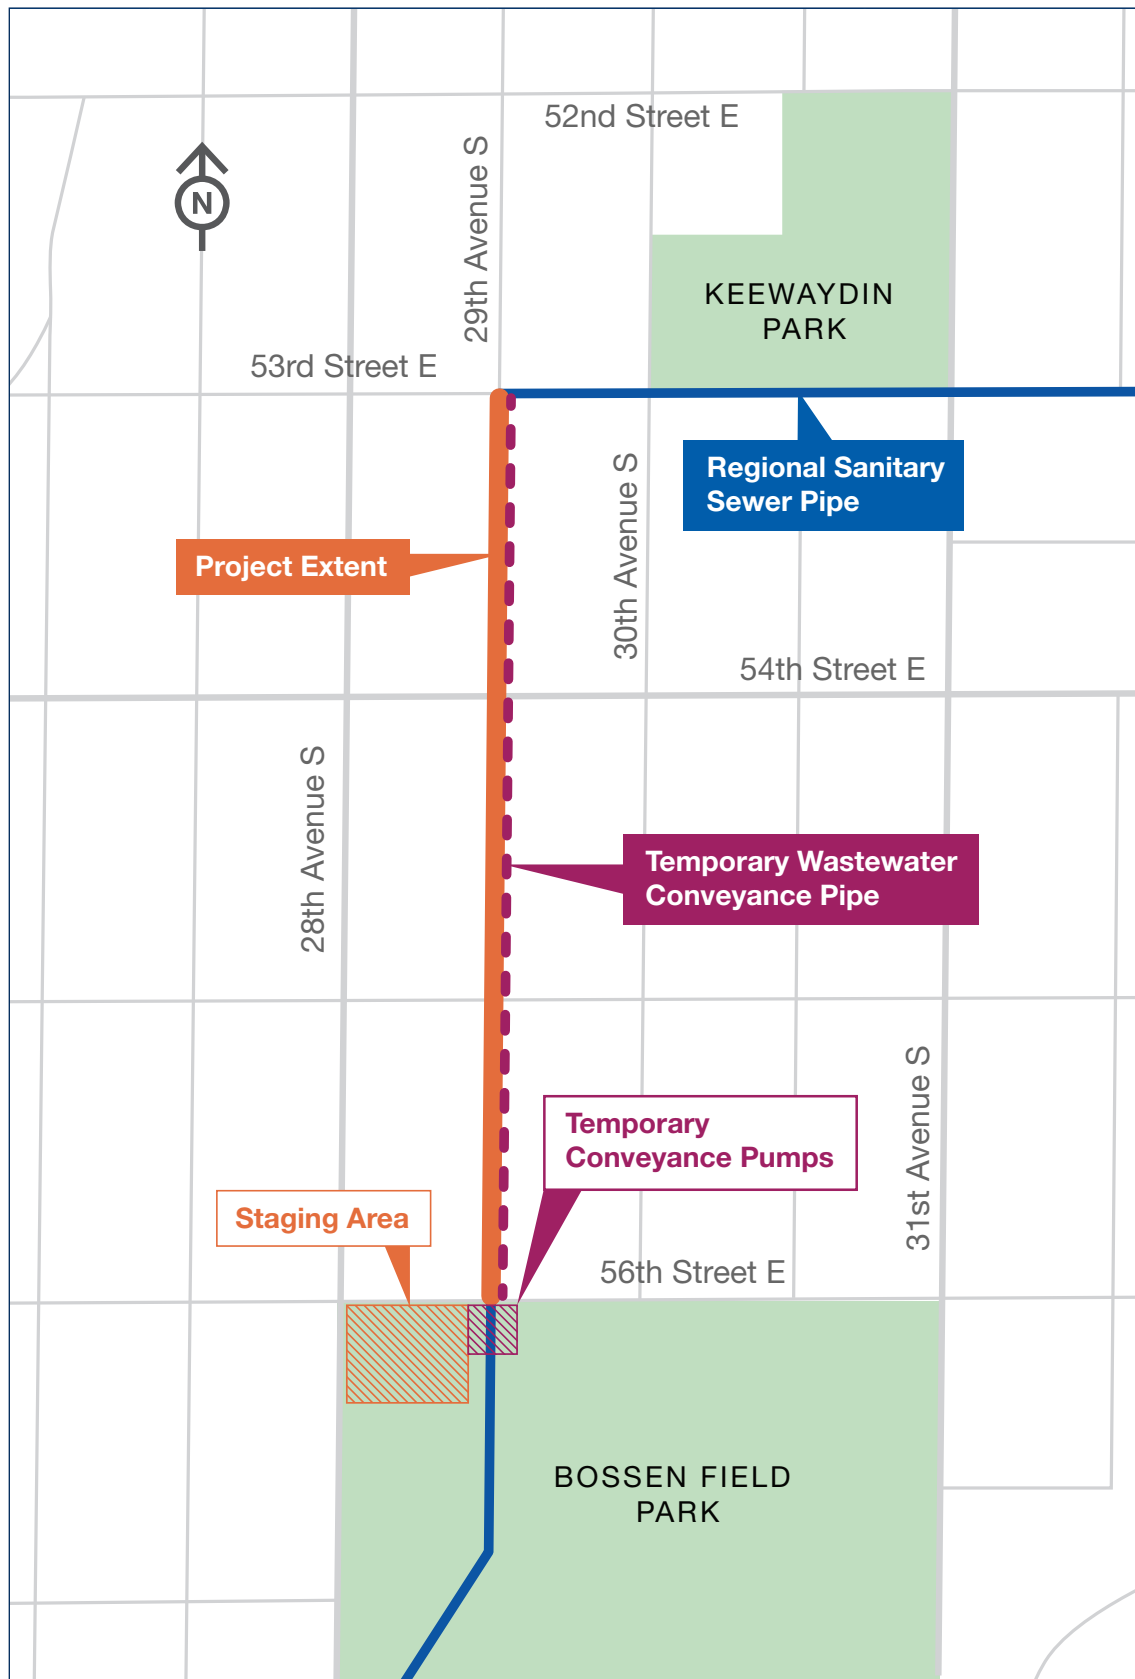 52nd Street E
29th Avenue S
N
KEEWAYDIN
PARK
53rd Street E
Regional Sanitary
Sewer Pipe
30th Avenue S
Project Extent
54th Street E
28th Avenue S
Temporary Wastewater
Conveyance Pipe
31st Avenue S
Temporary
Conveyance Pumps
Staging Area
56th Street E
BOSSEN FIELD
PARK